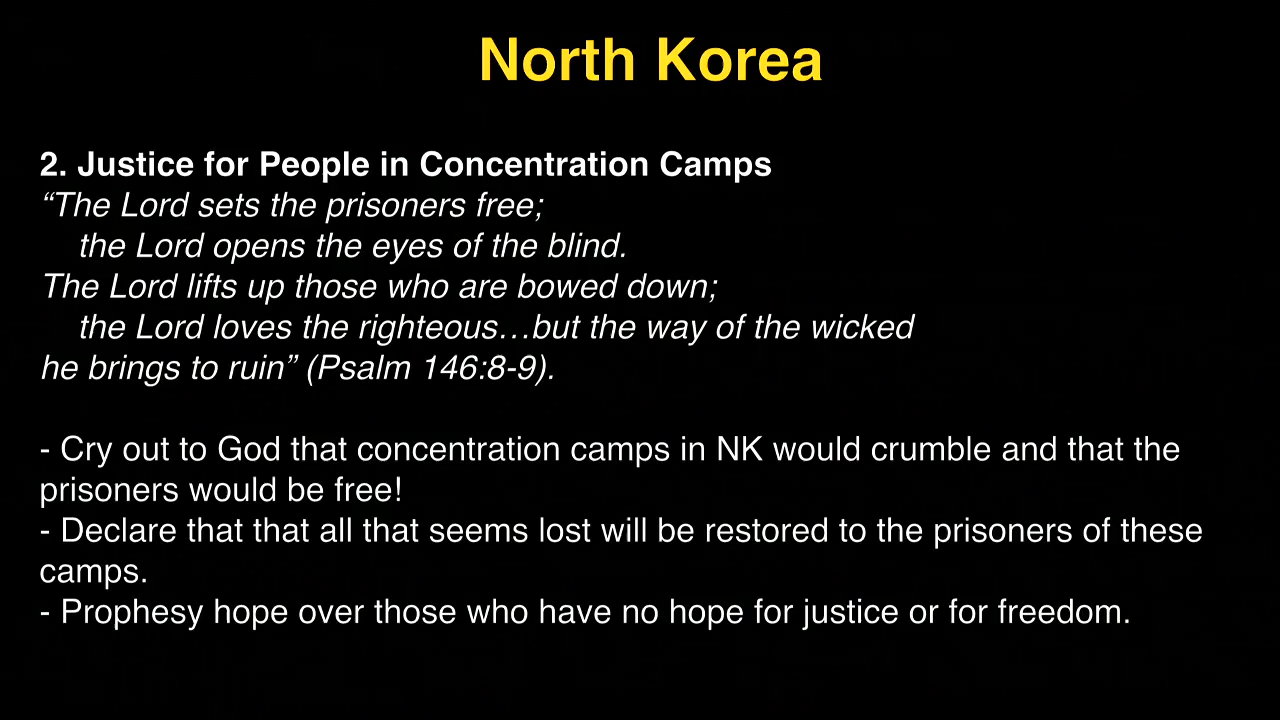 North Korea
2. Justice for People in Concentration Camps
“The Lord sets the prisoners free;
the Lord opens the eyes of the blind.
The Lord lifts up those who are bowed down;
the Lord loves the righteous…but the way of the wicked
he brings to ruin” (Psalm 146:8-9).
- Cry out to God that concentration camps in NK would crumble and that the
prisoners would be free!
- Declare that that all that seems lost will be restored to the prisoners of these
camps.
- Prophesy hope over those who have no hope for justice or for freedom.